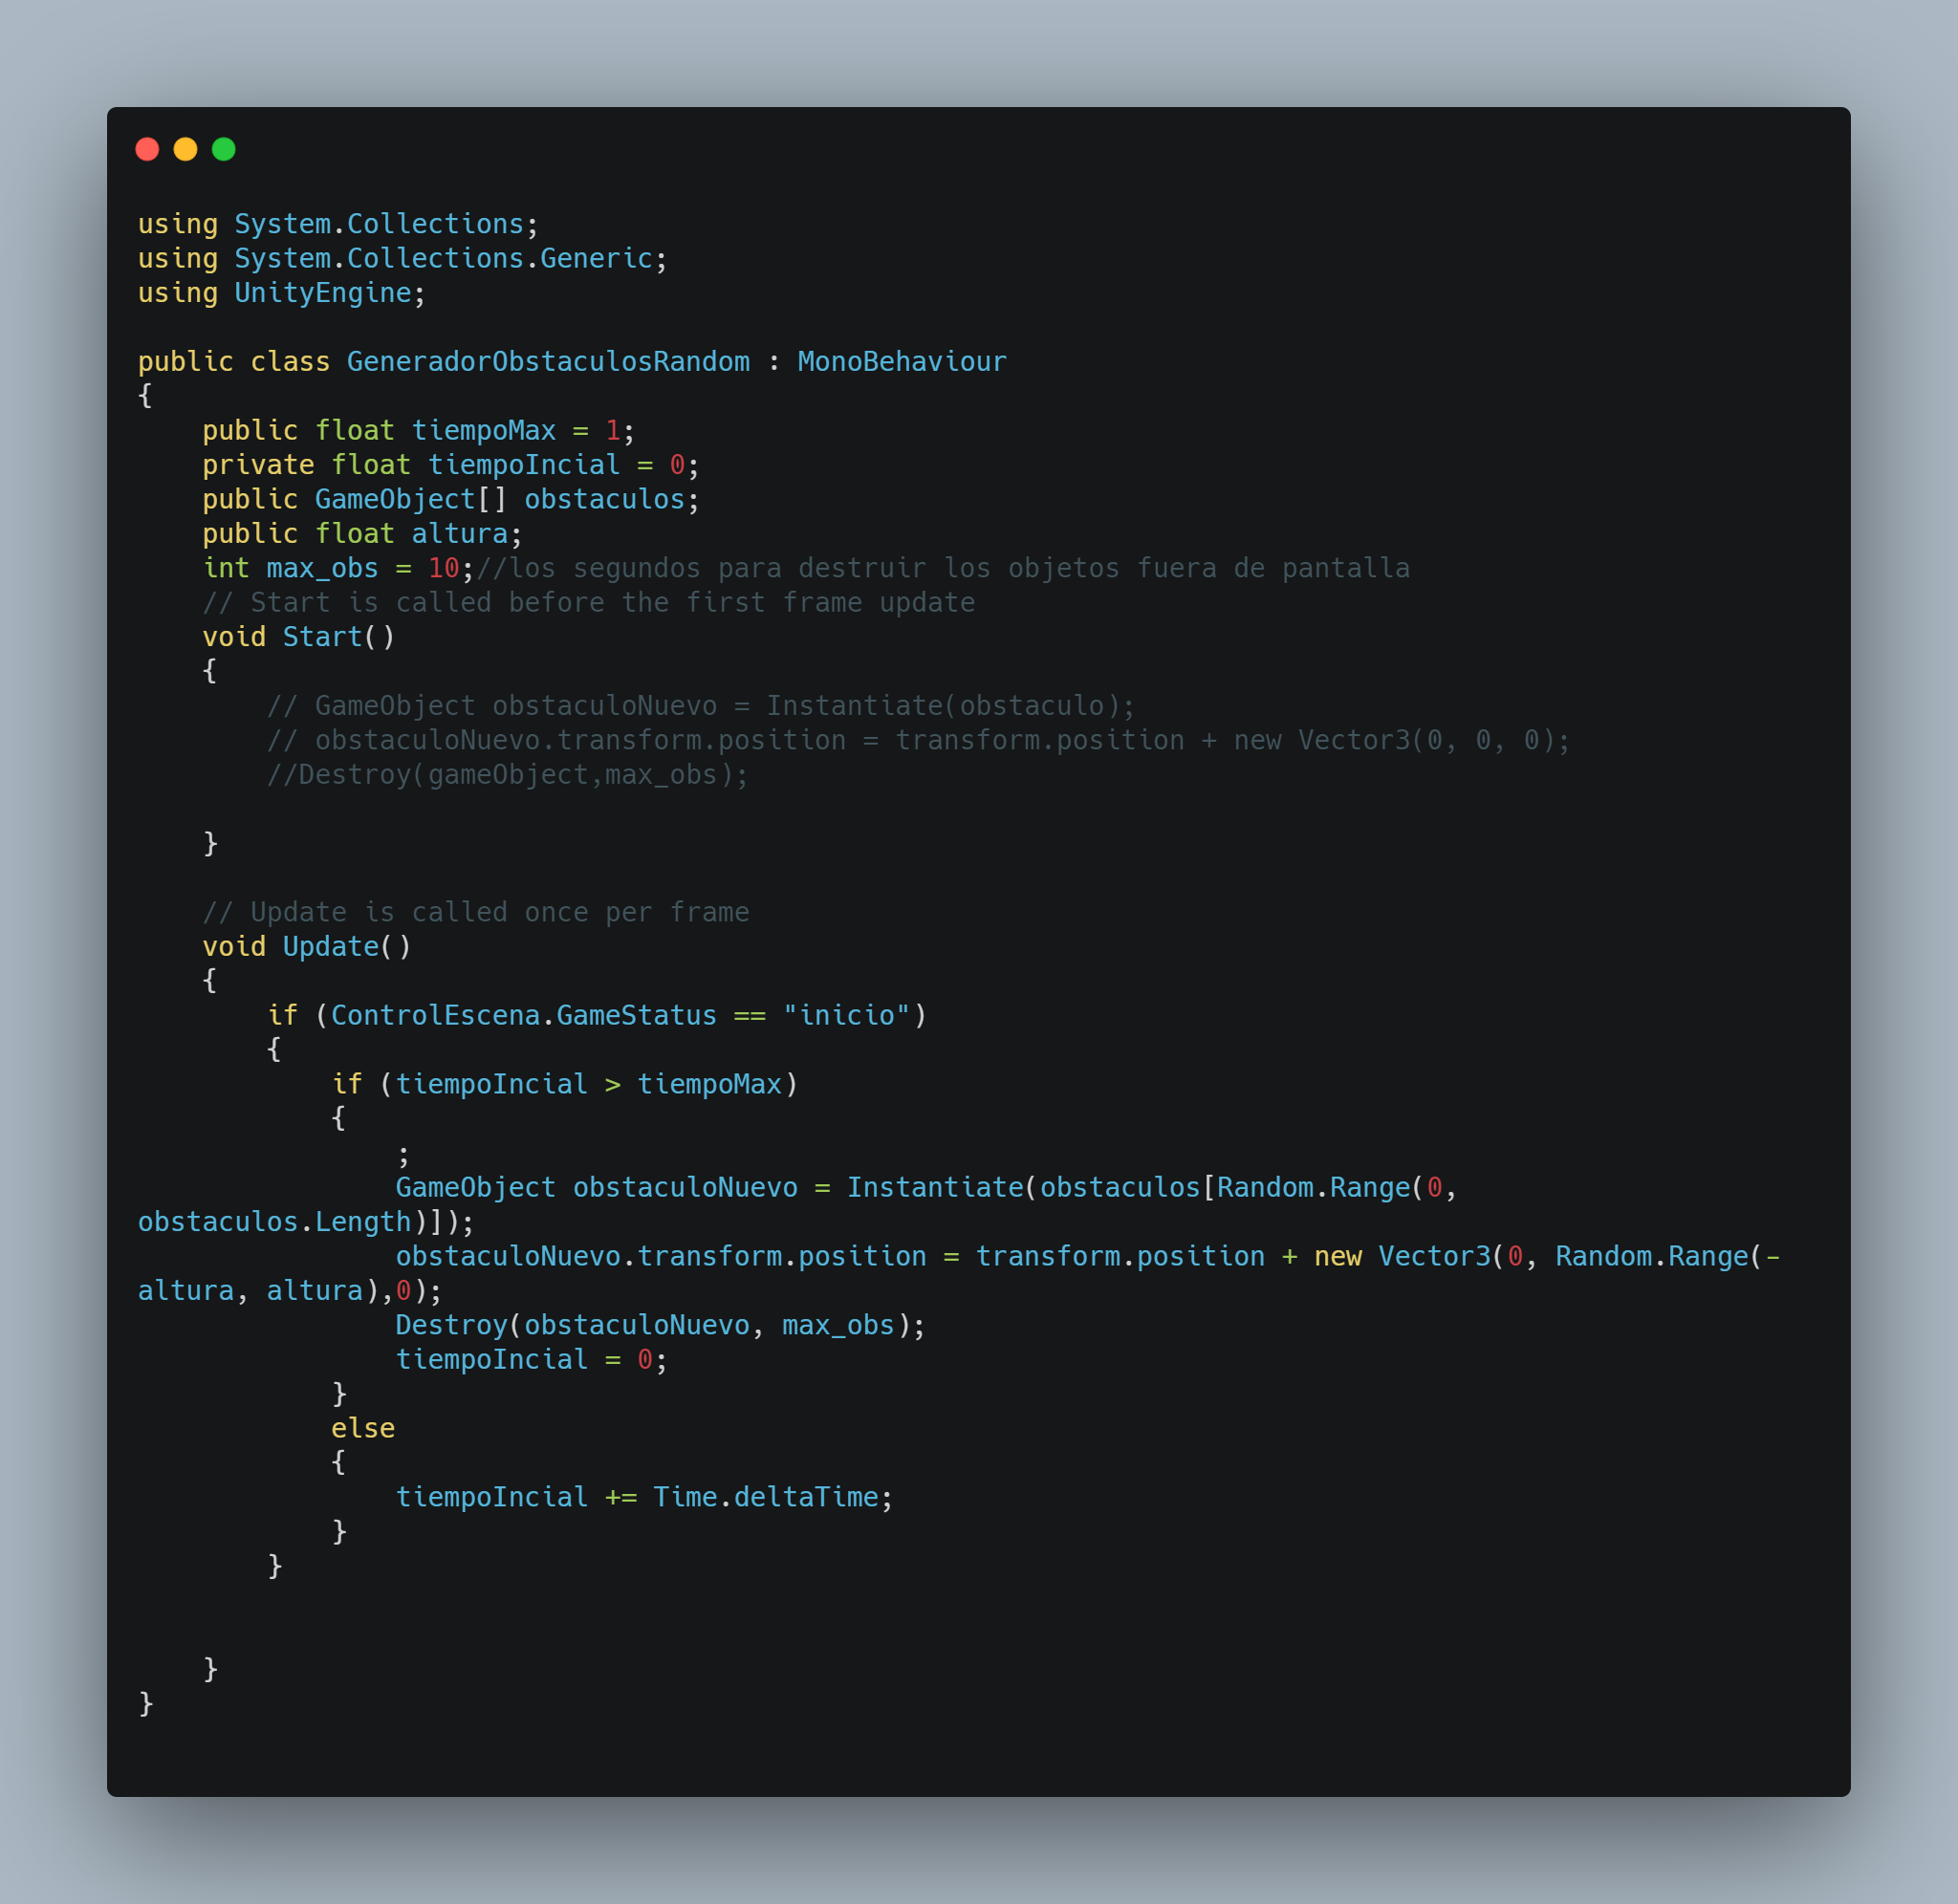 using System.Collections;
using System.Collections.Generic;
using UnityEngine;

public class GeneradorObstaculosRandom : MonoBehaviour
{
    public float tiempoMax = 1;
    private float tiempoIncial = 0;
    public GameObject[] obstaculos;
    public float altura;
    int max_obs = 10;//los segundos para destruir los objetos fuera de pantalla
    // Start is called before the first frame update
    void Start()
    {
        // GameObject obstaculoNuevo = Instantiate(obstaculo);
        // obstaculoNuevo.transform.position = transform.position + new Vector3(0, 0, 0);
        //Destroy(gameObject,max_obs);

    }

    // Update is called once per frame
    void Update()
    {
        if (ControlEscena.GameStatus == "inicio")
        {
            if (tiempoIncial > tiempoMax)
            {
                ;
                GameObject obstaculoNuevo = Instantiate(obstaculos[Random.Range(0,
obstaculos.Length)]);
                obstaculoNuevo.transform.position = transform.position + new Vector3(0, Random.Range(-
altura, altura),0);
                Destroy(obstaculoNuevo, max_obs);
                tiempoIncial = 0;
            }
            else
            {
                tiempoIncial += Time.deltaTime;
            }
        }


    }
}